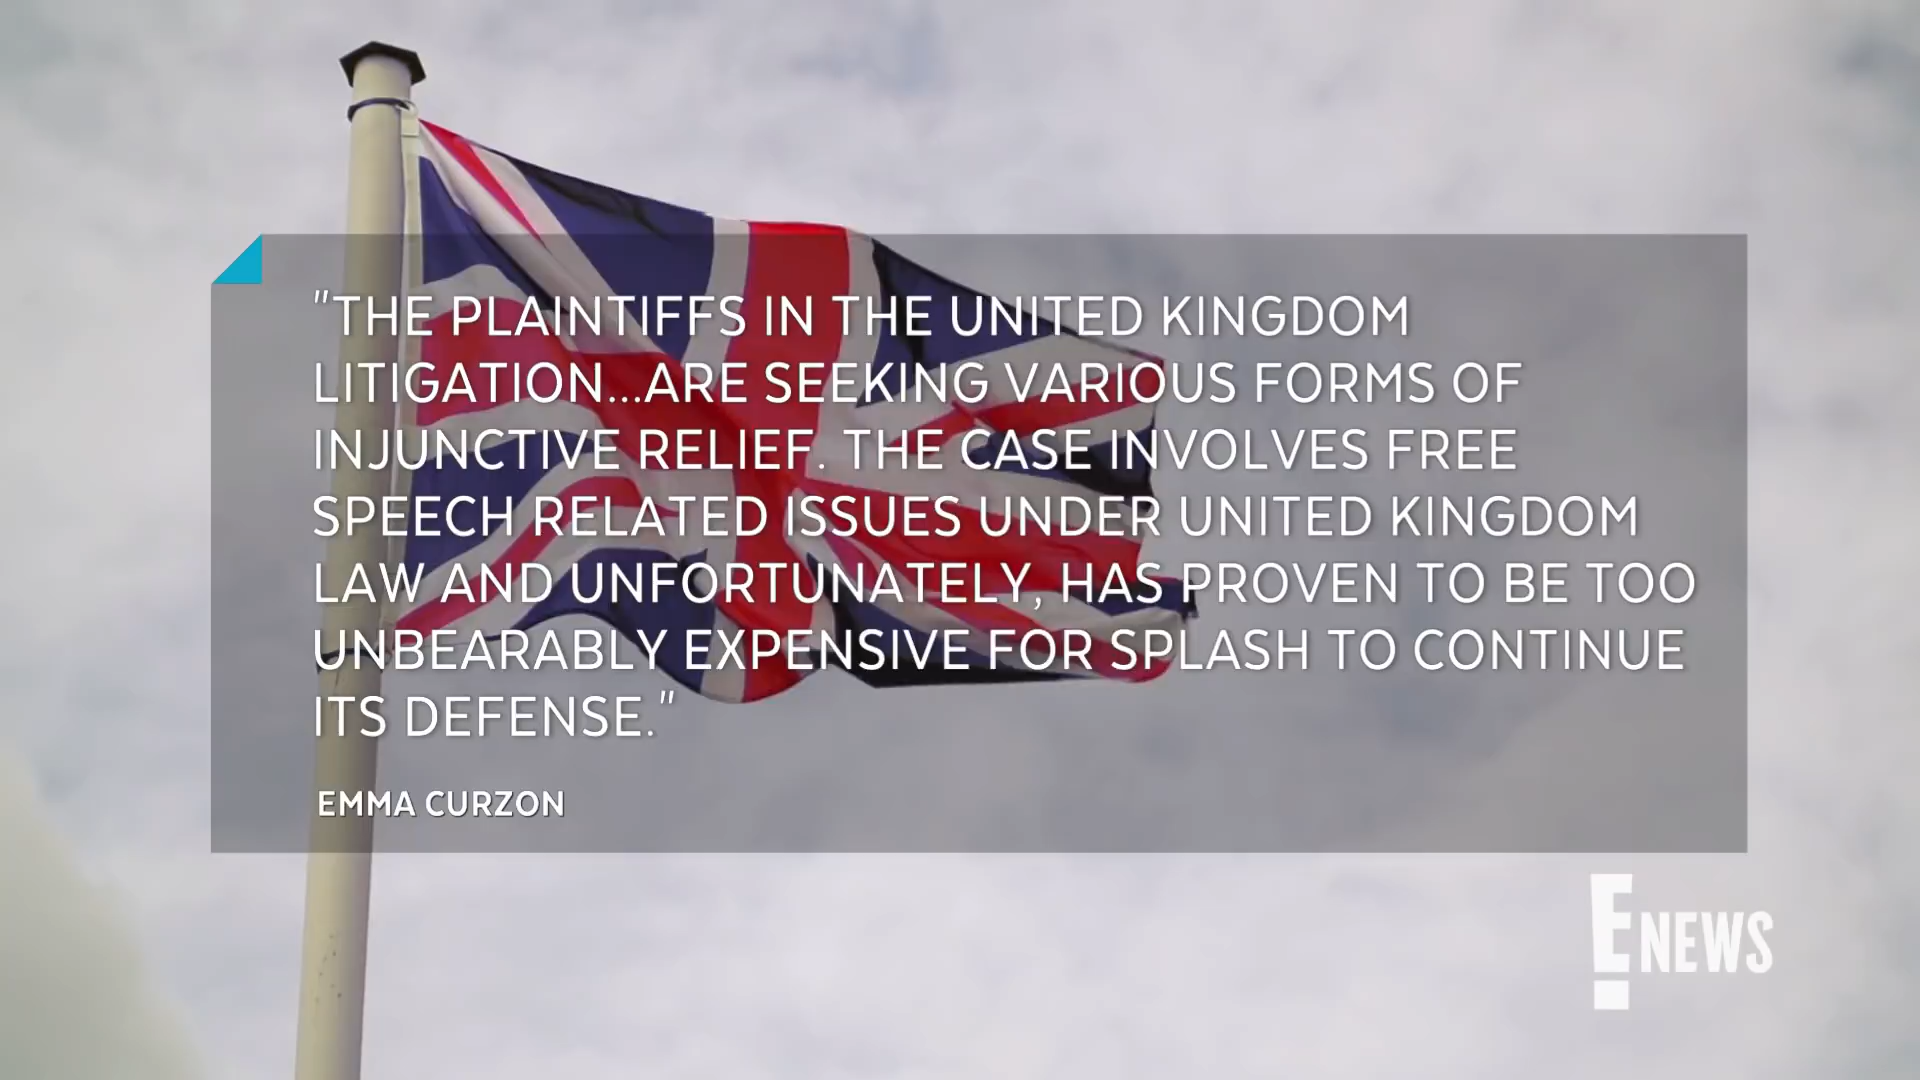 "THE PLAINTIFFS IN THE UNITED KINGDOM
LITIGATION...ARE SEEKING VARIOUS FORMS OF
INJUNCTIVE RELIEF. THE CASE INVOLVES FREE
SPEECH RELATED ISSUES UNDER UNITED KINGDOM
LAW AND UNFORTUNATELY, HAS PROVEN TO BE TOO
UNBEARABLY EXPENSIVE FOR SPLASH TO CONTINUE
ITS DEFENSE."
EMMA CURZON
E! NEWS